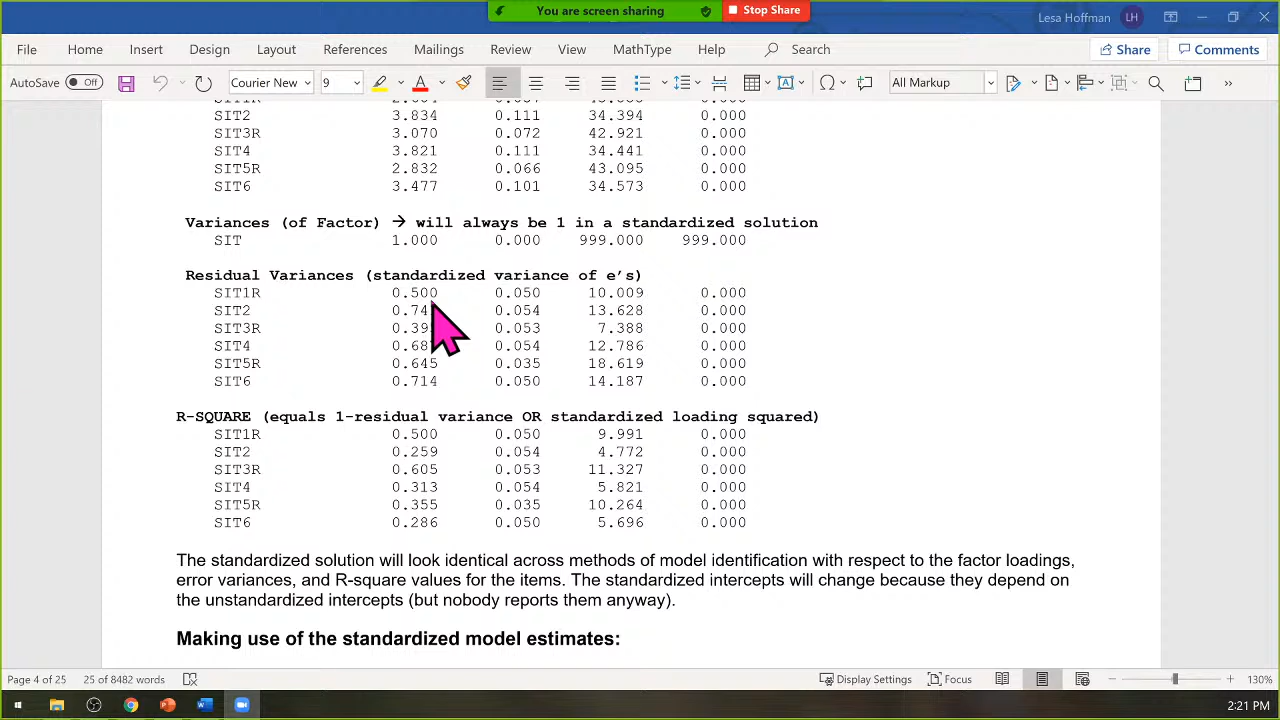 You are screen sharing
Stop Share
Lesa Hoffman LH
File Home Insert Design Layout References Mailings Review View MathType Help Search Share Comments
AutoSave Off Courier New 9 All Markup
SIT2 3.834 0.111 34.394 0.000
SIT3R 3.070 0.072 42.921 0.000
SIT4 3.821 0.111 34.441 0.000
SIT5R 2.832 0.066 43.095 0.000
SIT6 3.477 0.101 34.573 0.000
Variances (of Factor) → will always be 1 in a standardized solution
SIT 1.000 0.000 999.000 999.000
Residual Variances (standardized variance of e's)
SIT1R 0.500 0.050 10.009 0.000
SIT2 0.054 13.628 0.000
SIT3R 0.053 7.388 0.000
SIT4 0.054 12.786 0.000
SIT5R 0.645 0.035 18.619 0.000
SIT6 0.714 0.050 14.187 0.000
R-SQUARE (equals 1-residual variance OR standardized loading squared)
SIT1R 0.500 0.050 9.991 0.000
SIT2 0.259 0.054 4.772 0.000
SIT3R 0.605 0.053 11.327 0.000
SIT4 0.313 0.054 5.821 0.000
SIT5R 0.355 0.035 10.264 0.000
SIT6 0.286 0.050 5.696 0.000
The standardized solution will look identical across methods of model identification with respect to the factor loadings,
error variances, and R-square values for the items. The standardized intercepts will change because they depend on
the unstandardized intercepts (but nobody reports them anyway).
Making use of the standardized model estimates:
Page 4 of 25 25 of 8482 words Display Settings Focus 130%
2:21 PM